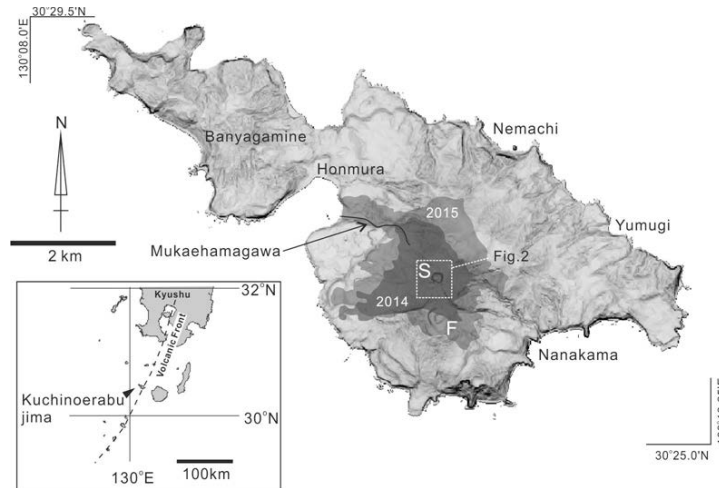 30°29.5'N
130°08.0'E
N
Banyagamine
Nemachi
Honmura
2015
Yumugi
2 km
Mukaehamagawa
Fig.2
S
2014
F
Nanakama
32°N
Kyushu
Volcanic Front
Kuchinoerabu
jima
30°N
130°E
100km
30°25.0'N